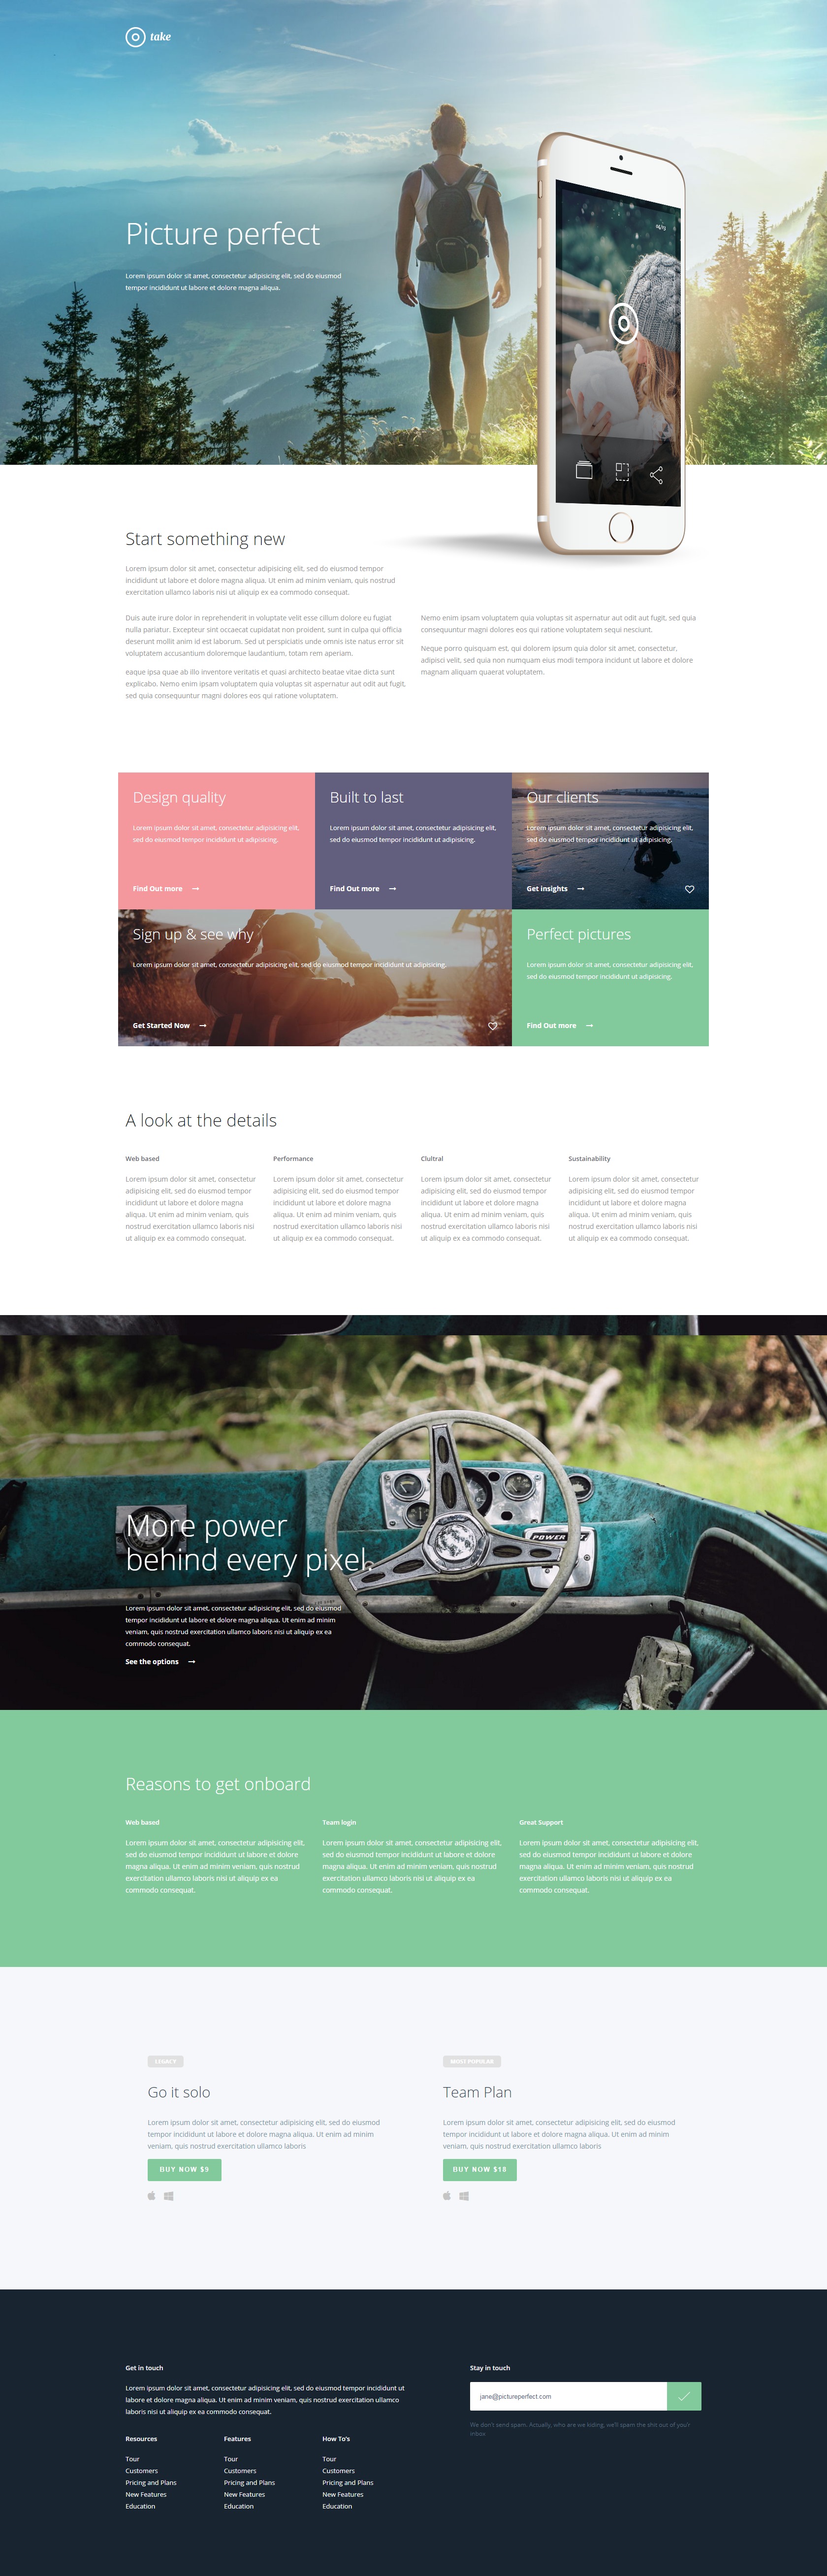 take
Picture perfect
Lorem ipsum dolor sit amet, consectetur adipisicing elit, sed do eiusmod
tempor incididunt ut labore et dolore magna aliqua.
Start something new
Lorem ipsum dolor sit amet, consectetur adipisicing elit, sed do eiusmod tempor
incididunt ut labore et dolore magna aliqua. Ut enim ad minim veniam, quis nostrud
exercitation ullamco laboris nisi ut aliquip ex ea commodo consequat.
Duis aute irure dolor in reprehenderit in voluptate velit esse cillum dolore eu fugiat
nulla pariatur. Excepteur sint occaecat cupidatat non proident, sunt in culpa qui officia
deserunt mollit anim id est laborum. Sed ut perspiciatis unde omnis iste natus error sit
voluptatem accusantium doloremque laudantium, totam rem aperiam.
eaque ipsa quae ab illo inventore veritatis et quasi architecto beatae vitae dicta sunt
explicabo. Nemo enim ipsam voluptatem quia voluptas sit aspernatur aut odit aut fugit,
sed quia consequuntur magni dolores eos qui ratione voluptatem.
Nemo enim ipsam voluptatem quia voluptas sit aspernatur aut odit aut fugit, sed quia
consequuntur magni dolores eos qui ratione voluptatem sequi nesciunt.
Neque porro quisquam est, qui dolorem ipsum quia dolor sit amet, consectetur,
adipisci velit, sed quia non numquam eius modi tempora incidunt ut labore et dolore
magnam aliquam quaerat voluptatem.
Design quality
Lorem ipsum dolor sit amet, consectetur adipisicing elit,
sed do eiusmod tempor incididunt ut adipisicing.
Find Out more
Built to last
Lorem ipsum dolor sit amet, consectetur adipisicing elit,
sed do eiusmod tempor incididunt ut adipisicing.
Find Out more
Our clients
Lorem ipsum dolor sit amet, consectetur adipisicing elit,
sed do eiusmod tempor incididunt ut adipisicing.
Get insights
Sign up & see why
Lorem ipsum dolor sit amet, consectetur adipisicing elit, sed do eiusmod tempor incididunt ut adipisicing.
Get Started Now
Perfect pictures
Lorem ipsum dolor sit amet, consectetur adipisicing elit,
sed do eiusmod tempor incididunt ut adipisicing.
Find Out more
A look at the details
Web based
Lorem ipsum dolor sit amet, consectetur
adipisicing elit, sed do eiusmod tempor
incididunt ut labore et dolore magna
aliqua. Ut enim ad minim veniam, quis
nostrud exercitation ullamco laboris nisi
ut aliquip ex ea commodo consequat.
Performance
Lorem ipsum dolor sit amet, consectetur
adipisicing elit, sed do eiusmod tempor
incididunt ut labore et dolore magna
aliqua. Ut enim ad minim veniam, quis
nostrud exercitation ullamco laboris nisi
ut aliquip ex ea commodo consequat.
Clultral
Lorem ipsum dolor sit amet, consectetur
adipisicing elit, sed do eiusmod tempor
incididunt ut labore et dolore magna
aliqua. Ut enim ad minim veniam, quis
nostrud exercitation ullamco laboris nisi
ut aliquip ex ea commodo consequat.
Sustainability
Lorem ipsum dolor sit amet, consectetur
adipisicing elit, sed do eiusmod tempor
incididunt ut labore et dolore magna
aliqua. Ut enim ad minim veniam, quis
nostrud exercitation ullamco laboris nisi
ut aliquip ex ea commodo consequat.
POWER
More power
behind every pixel.
Lorem ipsum dolor sit amet, consectetur adipisicing elit, sed do eiusmod
tempor incididunt ut labore et dolore magna aliqua. Ut enim ad minim
veniam, quis nostrud exercitation ullamco laboris nisi ut aliquip ex ea
commodo consequat.
See the options
Reasons to get onboard
Web based
Lorem ipsum dolor sit amet, consectetur adipisicing elit,
sed do eiusmod tempor incididunt ut labore et dolore
magna aliqua. Ut enim ad minim veniam, quis nostrud
exercitation ullamco laboris nisi ut aliquip ex ea
commodo consequat.
Team login
Lorem ipsum dolor sit amet, consectetur adipisicing elit,
sed do eiusmod tempor incididunt ut labore et dolore
magna aliqua. Ut enim ad minim veniam, quis nostrud
exercitation ullamco laboris nisi ut aliquip ex ea
commodo consequat.
Great Support
Lorem ipsum dolor sit amet, consectetur adipisicing elit,
sed do eiusmod tempor incididunt ut labore et dolore
magna aliqua. Ut enim ad minim veniam, quis nostrud
exercitation ullamco laboris nisi ut aliquip ex ea
commodo consequat.
LEGACY
Go it solo
Lorem ipsum dolor sit amet, consectetur adipisicing elit, sed do eiusmod
tempor incididunt ut labore et dolore magna aliqua. Ut enim ad minim
veniam, quis nostrud exercitation ullamco laboris
BUY NOW $9
MOST POPULAR
Team Plan
Lorem ipsum dolor sit amet, consectetur adipisicing elit, sed do eiusmod
tempor incididunt ut labore et dolore magna aliqua. Ut enim ad minim
veniam, quis nostrud exercitation ullamco laboris
BUY NOW $18
Get in touch
Lorem ipsum dolor sit amet, consectetur adipisicing elit, sed do eiusmod tempor incididunt ut
labore et dolore magna aliqua. Ut enim ad minim veniam, quis nostrud exercitation ullamco
laboris nisi ut aliquip ex ea commodo consequat.
Resources
Tour
Customers
Pricing and Plans
New Features
Education
Features
Tour
Customers
Pricing and Plans
New Features
Education
How To's
Tour
Customers
Pricing and Plans
New Features
Education
Stay in touch
jane@pictureperfect.com
We don't send spam. Actually, who are we kiding, we'll spam the shit out of you'r
inbox